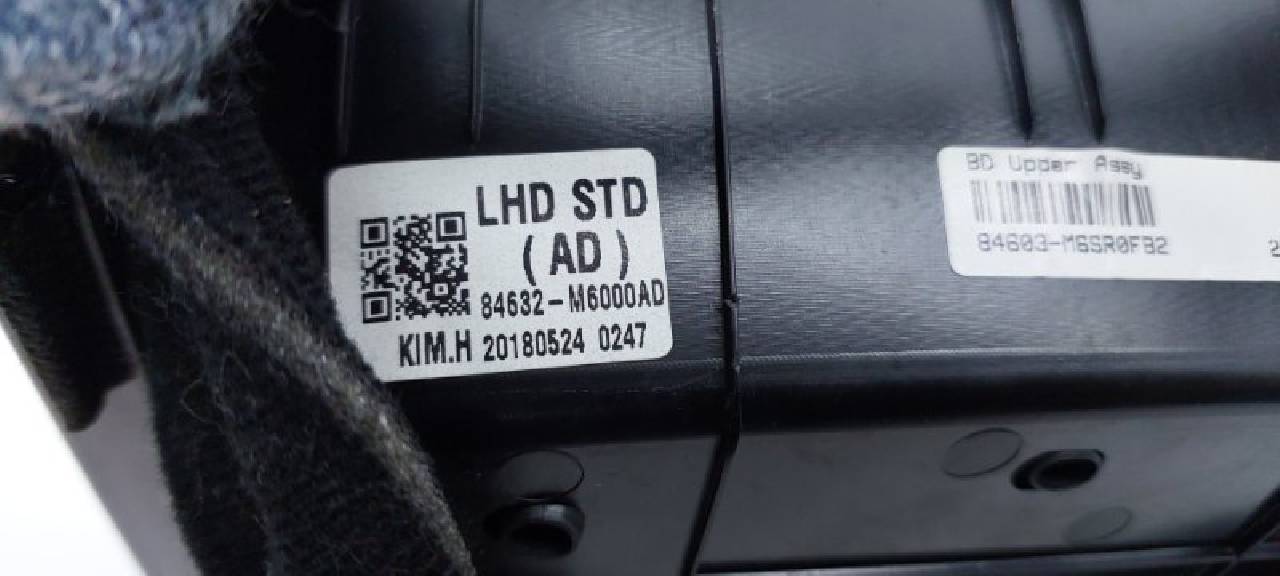 LHD STD
(AD)
84632-M6000AD
KIM.H 20180524 0247
BD Upper Assy
84603-M6SR0FB2